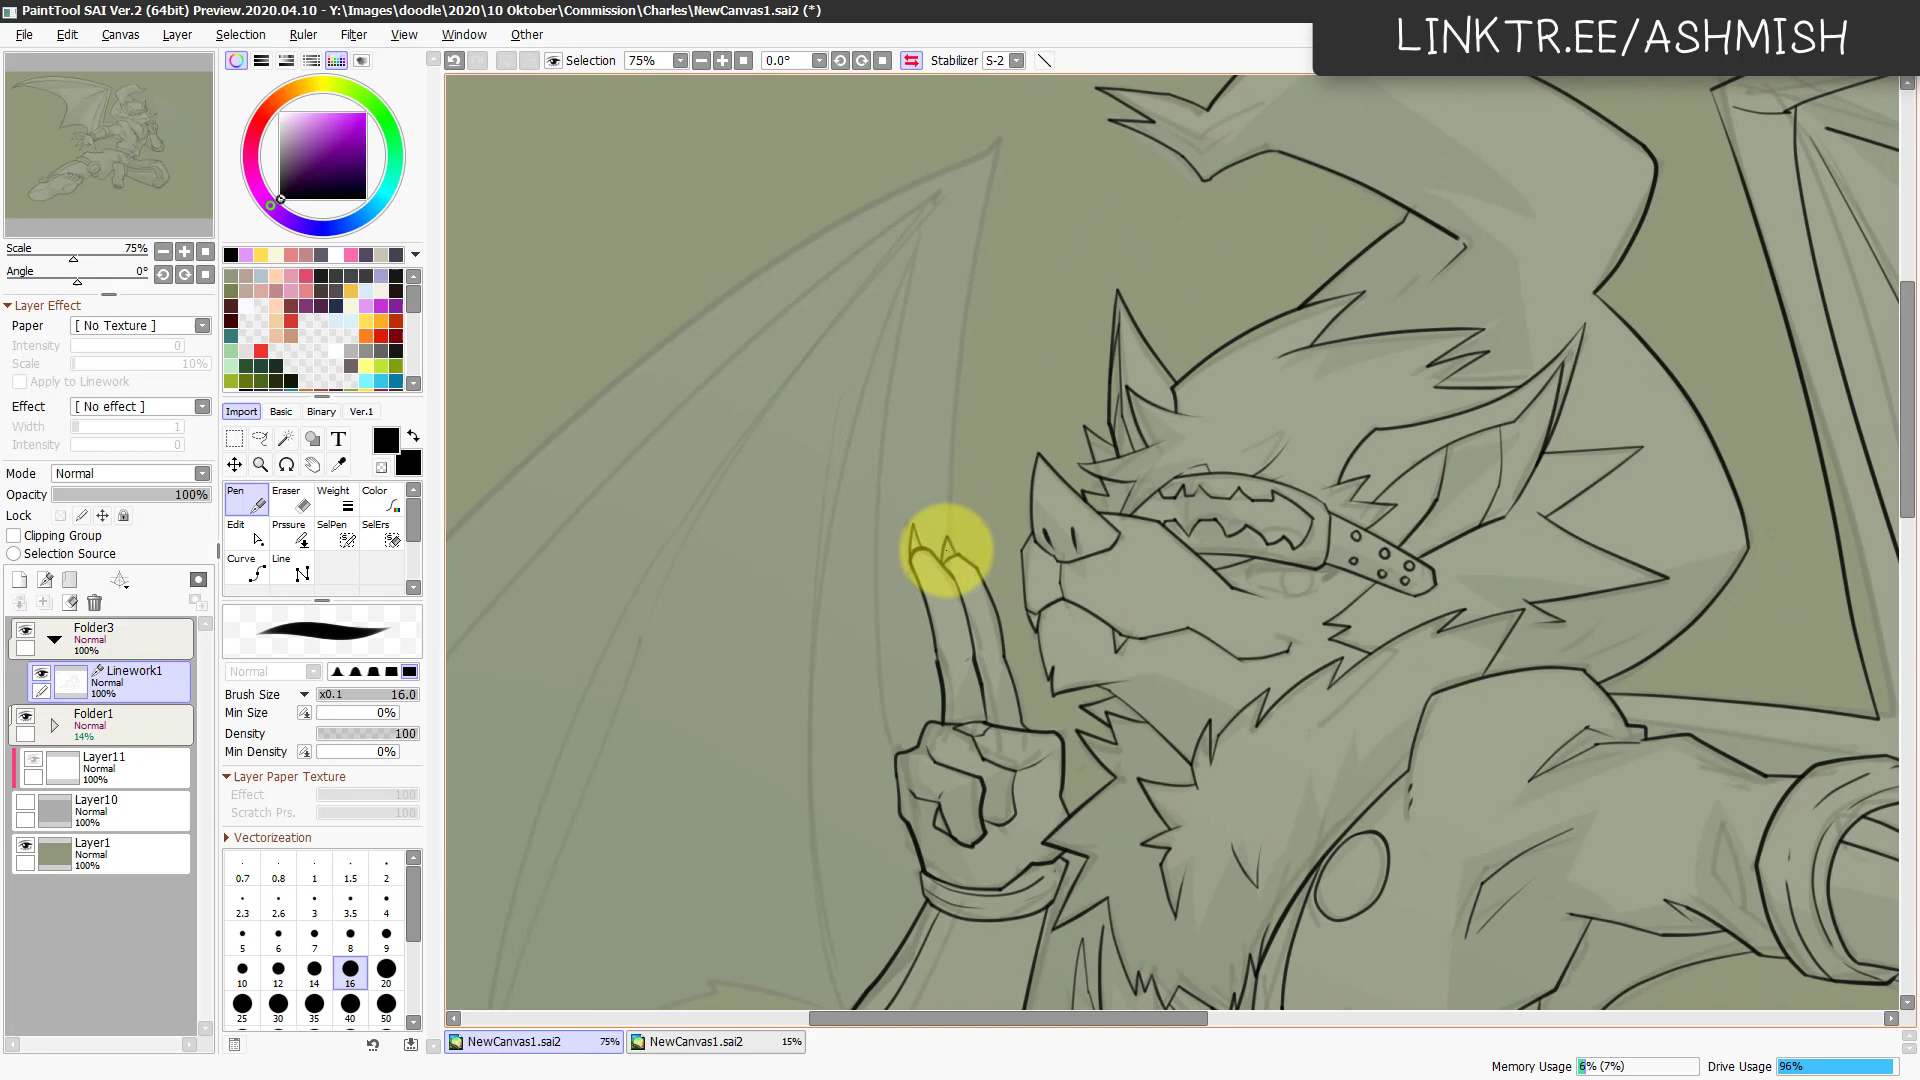 PaintTool SAI Ver.2 (64bit) Preview.2020.04.10 - Y:\Images\doodle\2020\10 Oktober\Commission\Charles\NewCanvas1.sai2 (*)
LINKTR.EE/ASHMISH
File Edit Canvas Layer Selection Ruler Filter View Window Other
Selection 75% 0.0° Stabilizer S-2
Scale 75%
Angle 0°
Layer Effect
Paper [ No Texture ]
Intensity 0
Scale 10%
Apply to Linework
Effect [ No effect ]
Width 1
Intensity 0
Mode Normal
Opacity 100%
Lock
Clipping Group
Selection Source
Folder3
Normal
100%
Linework1
Normal
100%
Folder1
Normal
14%
Layer11
Normal
100%
Layer10
Normal
100%
Layer1
Normal
100%
Import Basic Binary Ver.1
T
Pen Eraser Weight Color
Edit Prssure SelPen SelErs
Curve Line
Normal
Brush Size x0.1 16.0
Min Size 0%
Density 100
Min Density 0%
Layer Paper Texture
Effect 100
Scratch Prs. 100
Vectorizeation
0.7 0.8 1 1.5 2
2.3 2.6 3 3.5 4
5 6 7 8 9
10 12 14 16 20
25 30 35 40 50
NewCanvas1.sai2 75% NewCanvas1.sai2 15%
Memory Usage 6% (7%) Drive Usage 96%